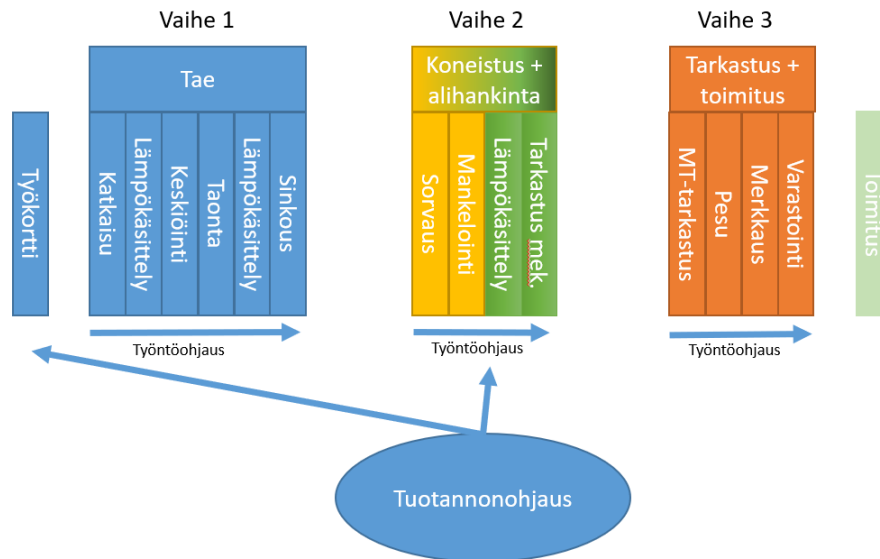 Vaihe 1
Vaihe 2
Vaihe 3
Tae
Koneistus +
alihankinta
Tarkastus +
toimitus
Työkortti
Katkaisu
Lämpökäsittely
Keskiöinti
Taonta
Lämpökäsittely
Sinkous
Sorvaus
Mankelointi
Lämpökäsittely
Tarkastus mek.
MT-tarkastus
Pesu
Merkkaus
Varastointi
Toimitus
Työntöohjaus
Työntöohjaus
Työntöohjaus
Tuotannonohjaus